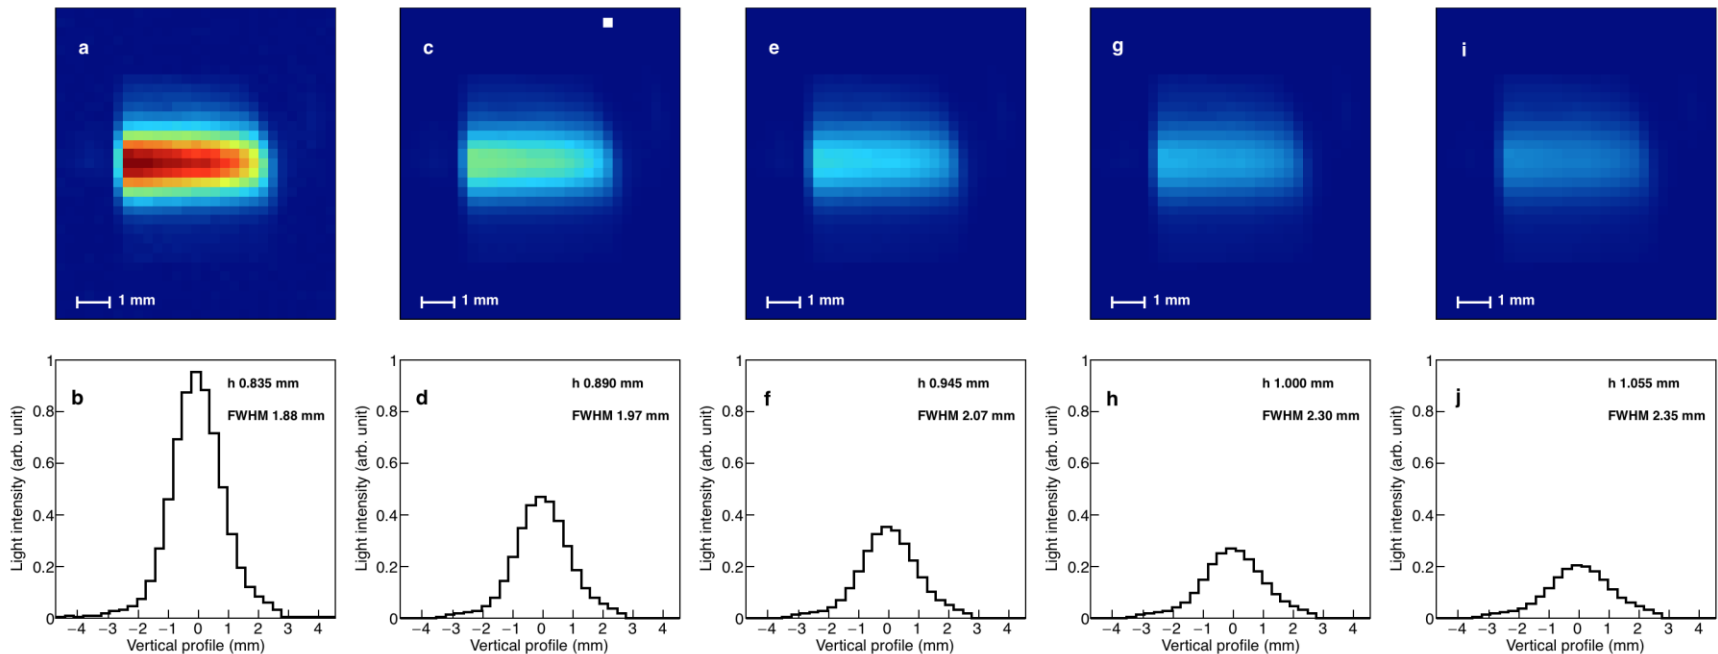 a
c
e
g
i
1 mm
1 mm
1 mm
1 mm
1 mm
b
h 0.835 mm
FWHM 1.88 mm
Light intensity (arb. unit)
1
0.8
0.6
0.4
0.2
0
−4 −3 −2 −1 0 1 2 3 4
Vertical profile (mm)
d
h 0.890 mm
FWHM 1.97 mm
Light intensity (arb. unit)
1
0.8
0.6
0.4
0.2
0
−4 −3 −2 −1 0 1 2 3 4
Vertical profile (mm)
f
h 0.945 mm
FWHM 2.07 mm
Light intensity (arb. unit)
1
0.8
0.6
0.4
0.2
0
−4 −3 −2 −1 0 1 2 3 4
Vertical profile (mm)
h
h 1.000 mm
FWHM 2.30 mm
Light intensity (arb. unit)
1
0.8
0.6
0.4
0.2
0
−4 −3 −2 −1 0 1 2 3 4
Vertical profile (mm)
j
h 1.055 mm
FWHM 2.35 mm
Light intensity (arb. unit)
1
0.8
0.6
0.4
0.2
0
−4 −3 −2 −1 0 1 2 3 4
Vertical profile (mm)